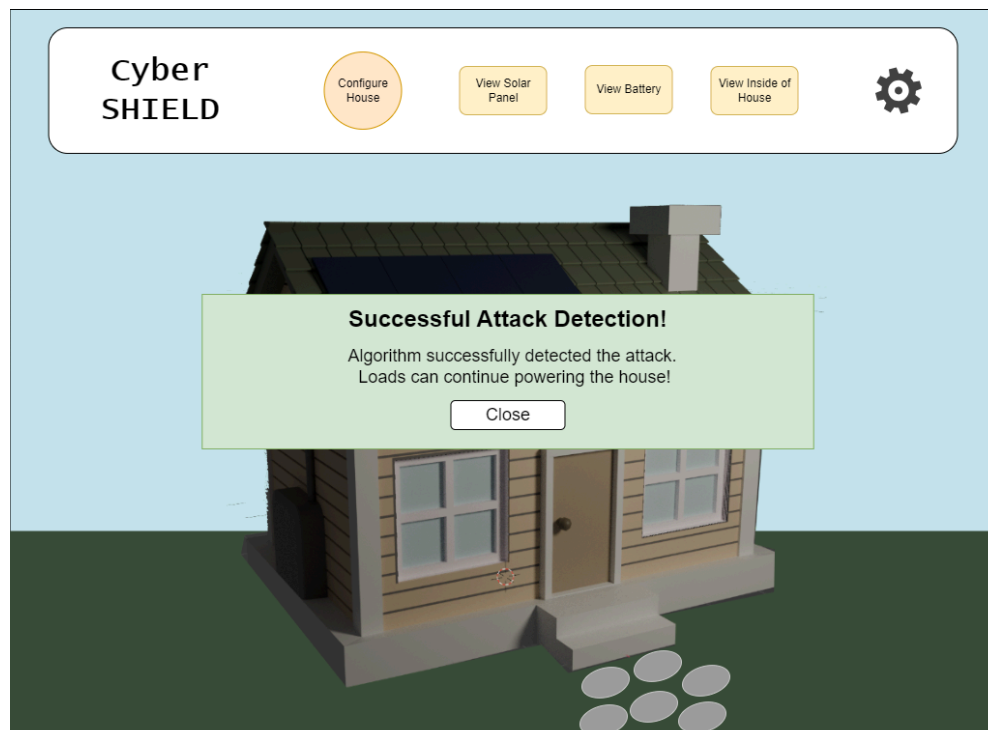 Cyber
SHIELD
Configure
House
View Solar
Panel
View Battery
View Inside of
House
Successful Attack Detection!
Algorithm successfully detected the attack.
Loads can continue powering the house!
Close